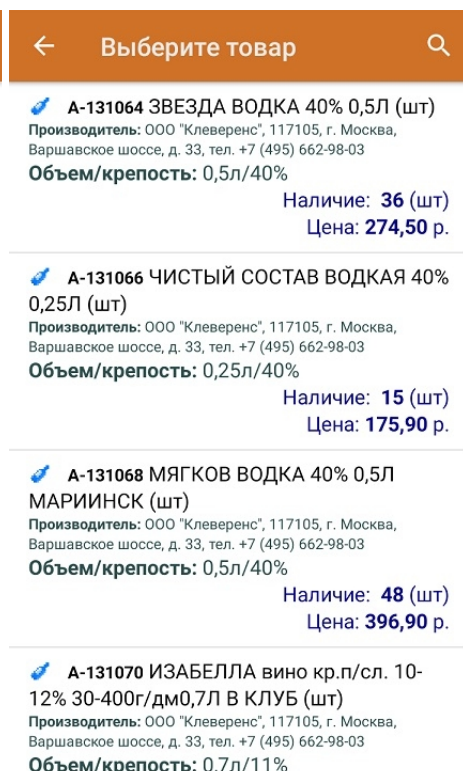 Выберите товар
А-131064 ЗВЕЗДА ВОДКА 40% 0,5Л (шт)
Производитель: ООО "Клеверенс", 117105, г. Москва,
Варшавское шоссе, д. 33, тел. +7 (495) 662-98-03
Объем/крепость: 0,5л/40%
Наличие: 36 (шт)
Цена: 274,50 р.
А-131066 ЧИСТЫЙ СОСТАВ ВОДКАЯ 40%
0,25Л (шт)
Производитель: ООО "Клеверенс", 117105, г. Москва,
Варшавское шоссе, д. 33, тел. +7 (495) 662-98-03
Объем/крепость: 0,25л/40%
Наличие: 15 (шт)
Цена: 175,90 р.
А-131068 МЯГКОВ ВОДКА 40% 0,5Л
МАРИИНСК (шт)
Производитель: ООО "Клеверенс", 117105, г. Москва,
Варшавское шоссе, д. 33, тел. +7 (495) 662-98-03
Объем/крепость: 0,5л/40%
Наличие: 48 (шт)
Цена: 396,90 р.
А-131070 ИЗАБЕЛЛА вино кр.п/сл. 10-
12% 30-400г/дм0,7Л В КЛУБ (шт)
Производитель: ООО "Клеверенс", 117105, г. Москва,
Варшавское шоссе, д. 33, тел. +7 (495) 662-98-03
Объем/крепость: 0,7л/11%